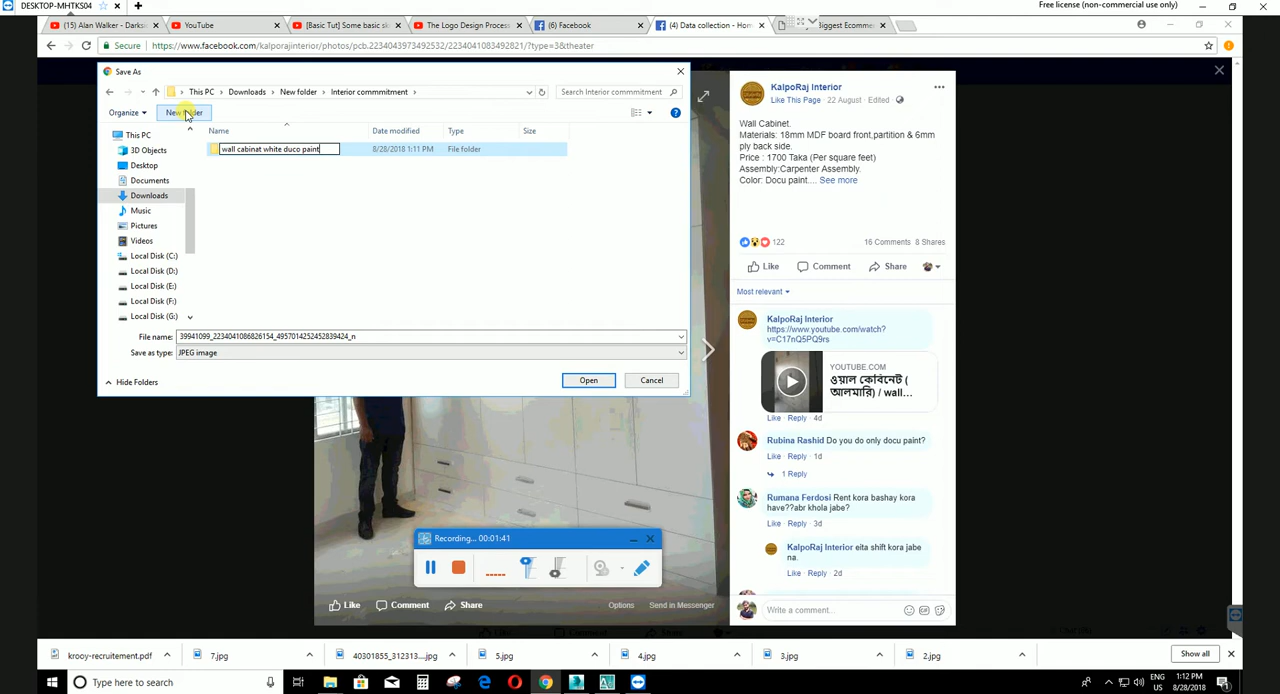 DESKTOP-MHTKS04
Free license (non-commercial use only)
(15) Alan Walker - Darksi
YouTube
[Basic Tut] Some basic sk
The Logo Design Process
(6) Facebook
(4) Data collection - Hom
Biggest Ecomme
Secure
https://www.facebook.com/kalporajinterior/photos/pcb.2234043973492532/2234041083492821/?type=3&theater
Save As
This PC
Downloads
New folder
Interior commmitment
Search Interior commmitment
Organize
New folder
Name
Date modified
Type
Size
wall cabinat white duco paint
8/28/2018 1:11 PM
File folder
This PC
3D Objects
Desktop
Documents
Downloads
Music
Pictures
Videos
Local Disk (C:)
Local Disk (D:)
Local Disk (E:)
Local Disk (F:)
Local Disk (G:)
File name:
39941099_2234041086826154_4957014252452839424_n
Save as type:
JPEG image
Hide Folders
Open
Cancel
KalpoRaj Interior
Like This Page · 22 August · Edited ·
Wall Cabinet.
Materials: 18mm MDF board front,partition & 6mm
ply back side.
Price : 1700 Taka (Per square feet)
Assembly:Carpenter Assembly.
Color: Docu paint.... See more
122
16 Comments 8 Shares
Like
Comment
Share
Most relevant
KalpoRaj Interior
https://www.youtube.com/watch?
v=C17nQ5PQ9rs
YOUTUBE.COM
ওয়াল কেবিনেট (
আলমারি) / wall...
Like · Reply · 4d
Rubina Rashid Do you do only docu paint?
Like · Reply · 1d
1 Reply
Rumana Ferdosi Rent kora bashay kora
have??abr khola jabe?
Like · Reply · 3d
KalpoRaj Interior eita shift kora jabe
na.
Like · Reply · 2d
Write a comment...
Recording... 00:01:41
Like
Comment
Share
Options
Send in Messenger
krooy-recruitement.pdf
7.jpg
40301855_312313....jpg
5.jpg
4.jpg
3.jpg
2.jpg
Show all
Type here to search
ENG
US
1:12 PM
8/28/2018